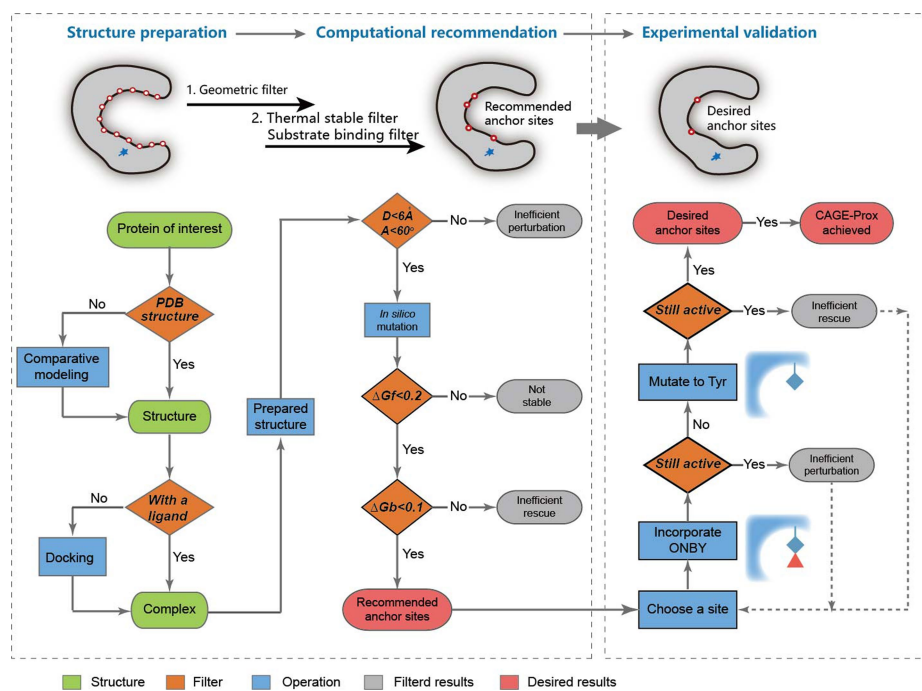 Structure preparation
Computational recommendation
Experimental validation
1. Geometric filter
2. Thermal stable filter
Substrate binding filter
Recommended
anchor sites
Desired
anchor sites
Protein of interest
No
PDB
structure
Yes
Comparative
modeling
Structure
No
With a
ligand
Yes
Docking
Complex
Prepared
structure
D<6Å
A<60°
No
Inefficient
perturbation
Yes
In silico
mutation
ΔGf<0.2
No
Not
stable
Yes
ΔGb<0.1
No
Inefficient
rescue
Yes
Recommended
anchor sites
Desired
anchor sites
Yes
CAGE-Prox
achieved
Yes
Still active
Yes
Inefficient
rescue
Mutate to Tyr
No
Still active
Yes
Inefficient
perturbation
Incorporate
ONBY
Choose a site
Structure
Filter
Operation
Filterd results
Desired results